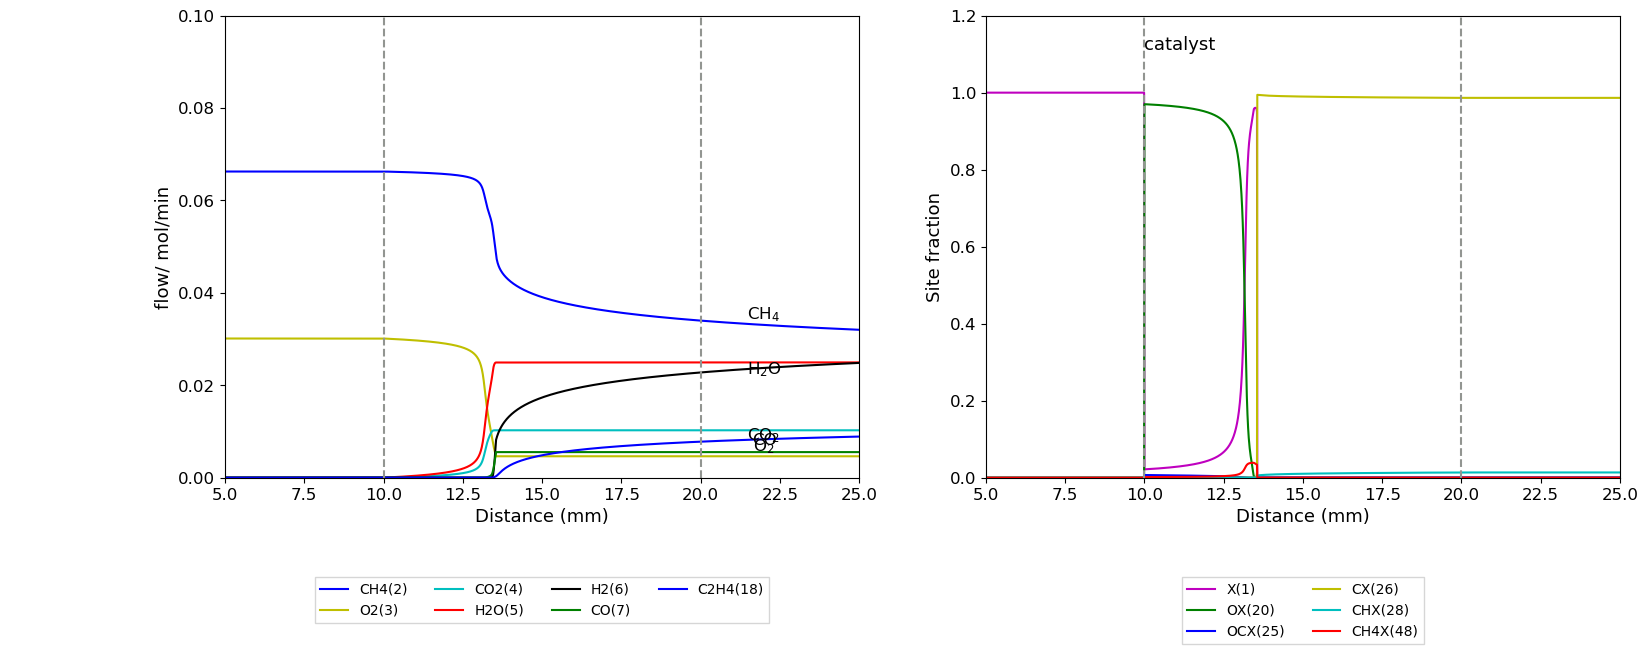 0.10
0.08
0.06
0.04
0.02
0.00
flow/ mol/min
CH4
H2O
CO2
CO
O2
5.0 7.5 10.0 12.5 15.0 17.5 20.0 22.5 25.0
Distance (mm)
CH4(2) CO2(4) H2(6) C2H4(18)
O2(3) H2O(5) CO(7)
1.2
1.0
0.8
0.6
0.4
0.2
0.0
Site fraction
catalyst
5.0 7.5 10.0 12.5 15.0 17.5 20.0 22.5 25.0
Distance (mm)
X(1) CX(26)
OX(20) CHX(28)
OCX(25) CH4X(48)